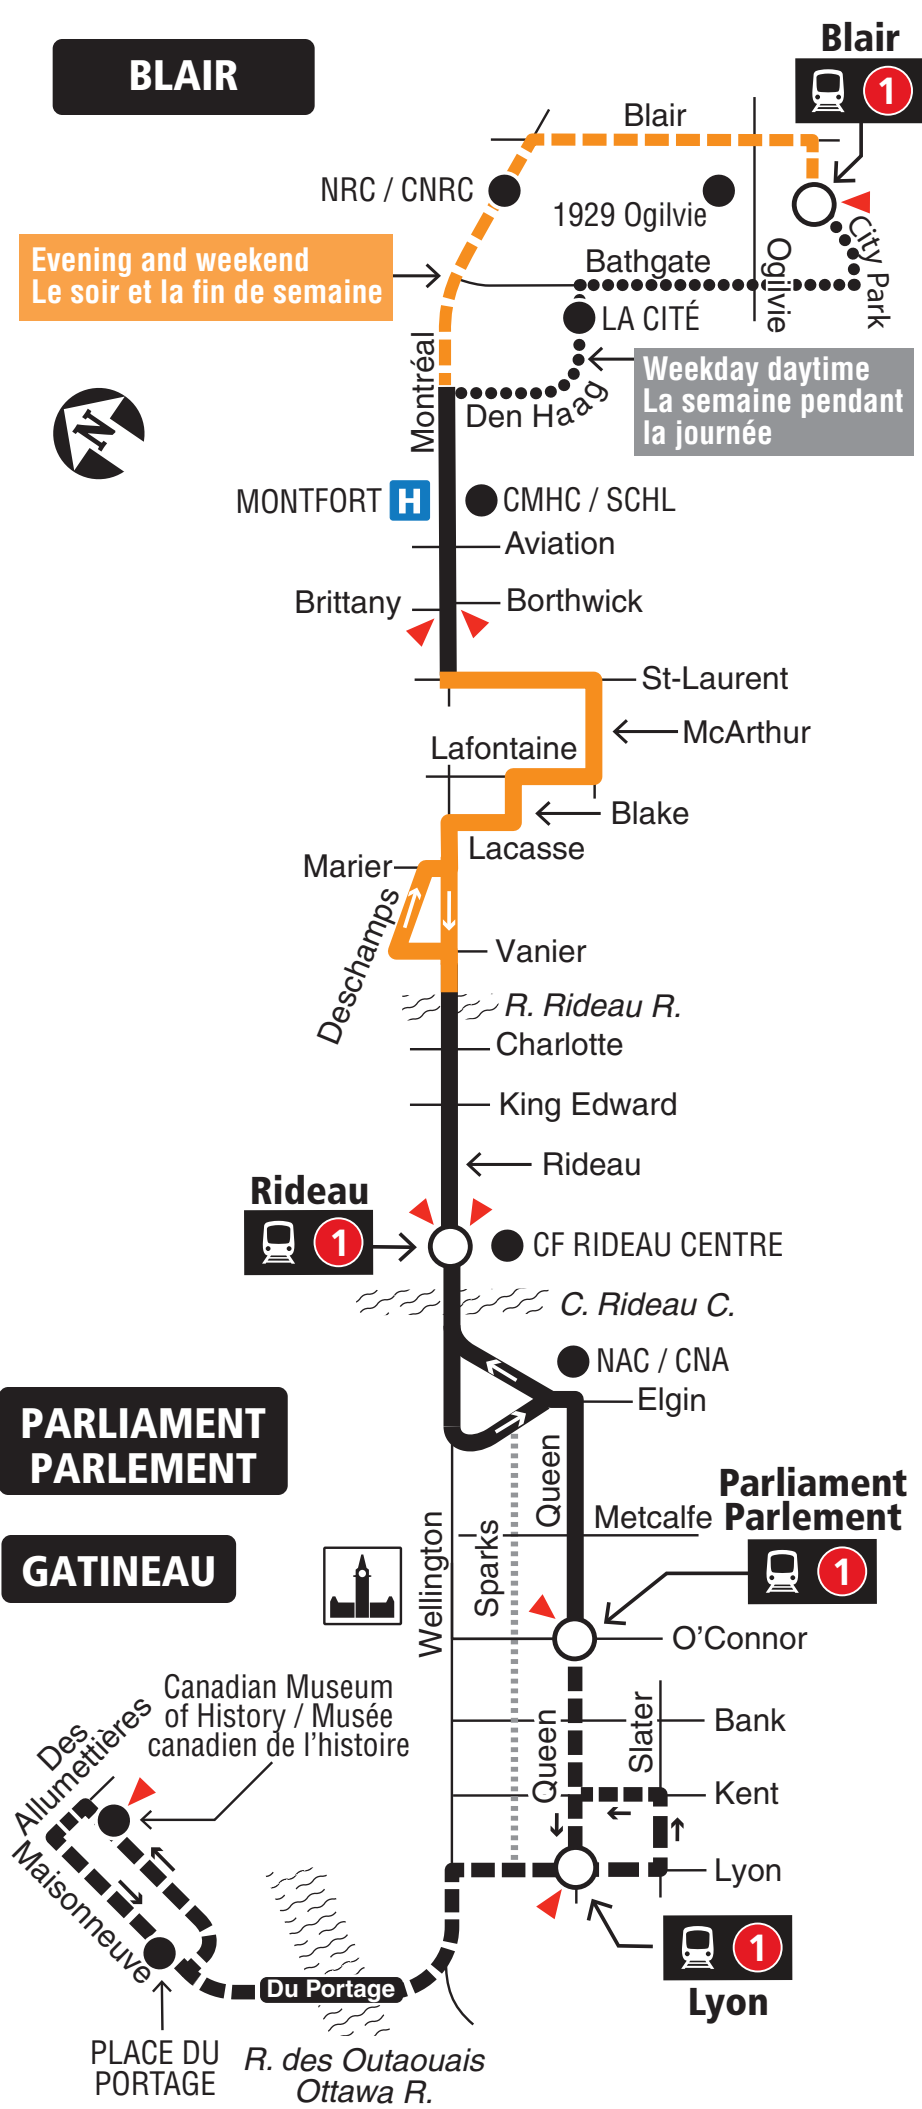 BLAIR
Blair
1
Blair
NRC / CNRC
1929 Ogilvie
City Park
Evening and weekend
Le soir et la fin de semaine
Bathgate
Ogilvie
LA CITÉ
Montréal
Weekday daytime
La semaine pendant
la journée
Den Haag
N
MONTFORT H
CMHC / SCHL
Aviation
Brittany
Borthwick
St-Laurent
McArthur
Lafontaine
Blake
Lacasse
Marier
Deschamps
Vanier
R. Rideau R.
Charlotte
King Edward
Rideau
Rideau
1
CF RIDEAU CENTRE
C. Rideau C.
NAC / CNA
Elgin
PARLIAMENT
PARLEMENT
Queen
Parliament
Parlement
1
Metcalfe
Sparks
Wellington
GATINEAU
O'Connor
Canadian Museum
of History / Musée
canadien de l'histoire
Des
Allumettières
Queen
Slater
Bank
Kent
Lyon
Maisonneuve
1
Lyon
Du Portage
PLACE DU
PORTAGE
R. des Outaouais
Ottawa R.